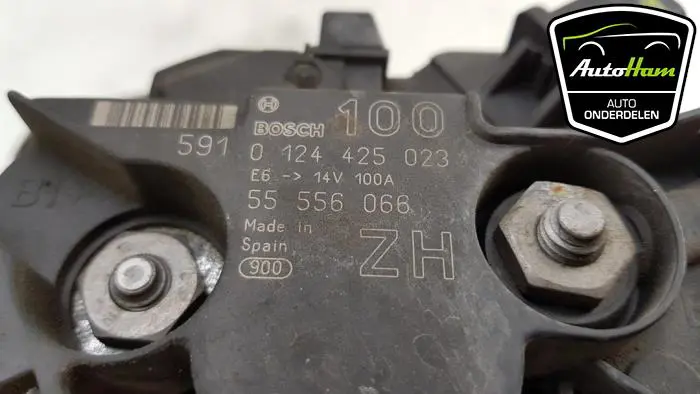 BOSCH 100
591 0 124 425 023
E6 -> 14V 100A
55 556 066
Made in
Spain
900
ZH
AutoHam
AUTO
ONDERDELEN